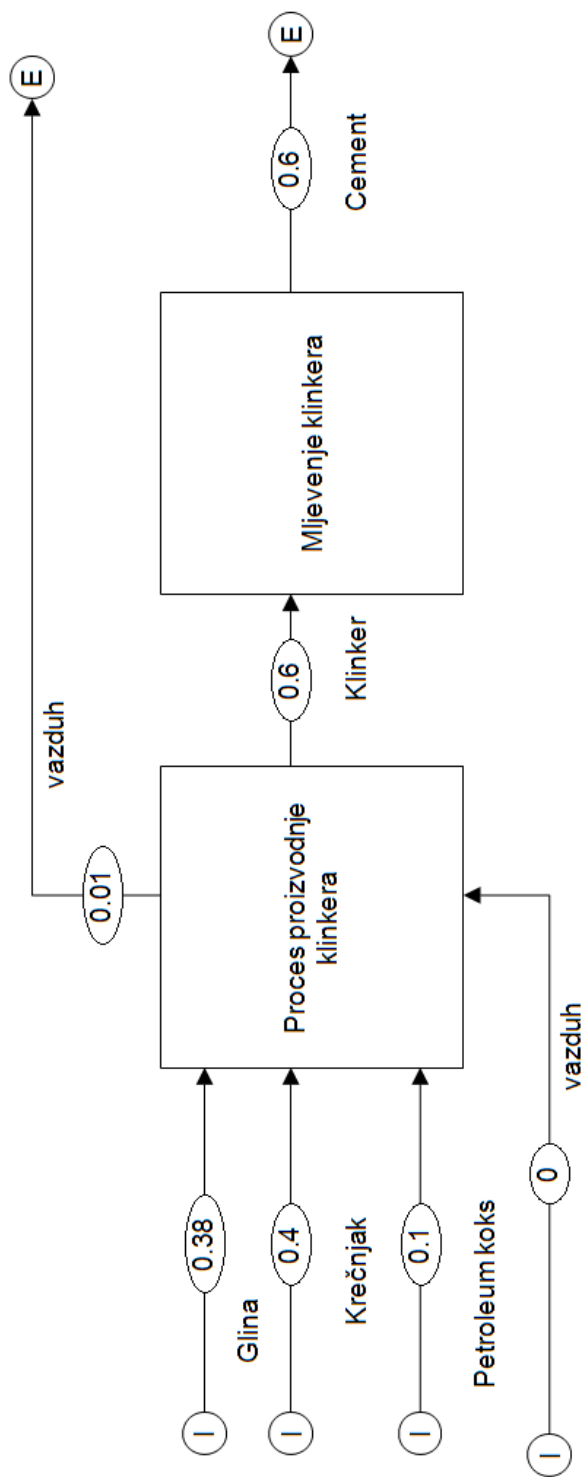 I
0.38
Glina
I
0.4
Krečnjak
I
0.1
Petroleum koks
I
0
vazduh
Proces proizvodnje
klinkera
0.01
vazduh
E
0.6
Klinker
Mljevenje klinkera
0.6
Cement
E